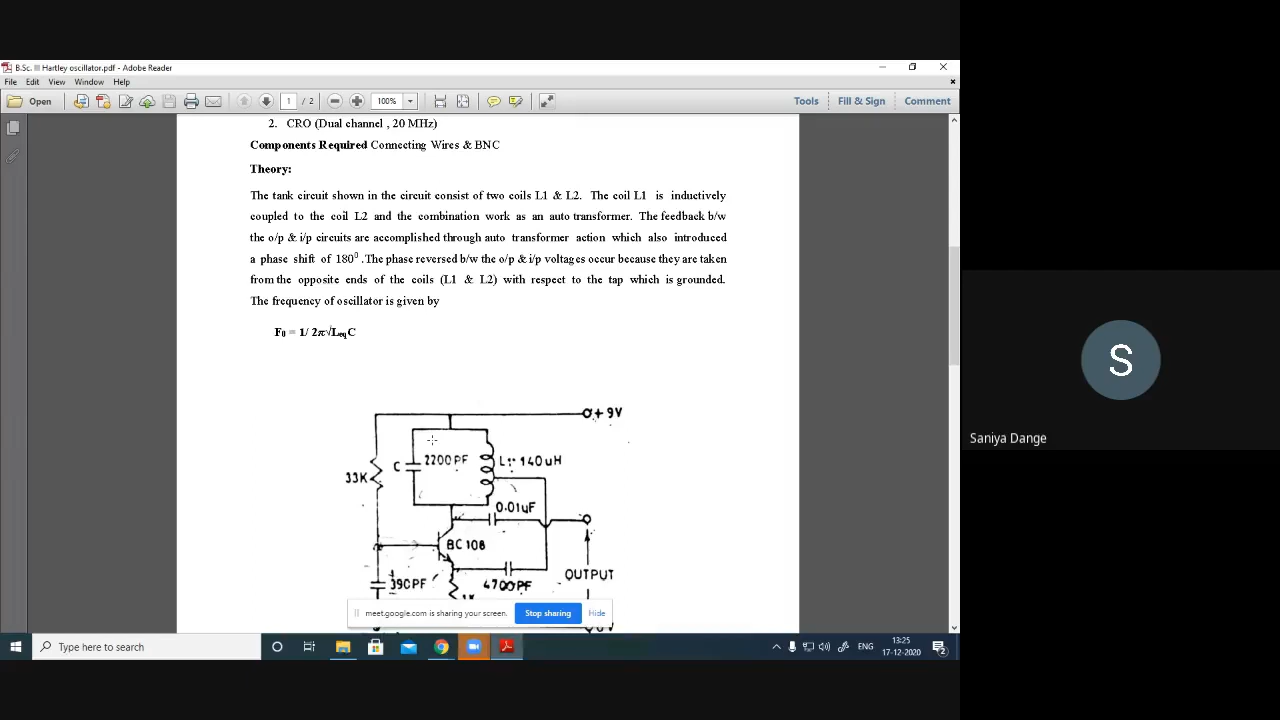 B.Sc. III Hartley oscillator.pdf - Adobe Reader
File Edit View Window Help
Open 1 / 2 100% Tools Fill & Sign Comment
2. CRO (Dual channel , 20 MHz)
Components Required Connecting Wires & BNC
Theory:
The tank circuit shown in the circuit consist of two coils L1 & L2. The coil L1 is inductively
coupled to the coil L2 and the combination work as an auto transformer. The feedback b/w
the o/p & i/p circuits are accomplished through auto transformer action which also introduced
a phase shift of 180⁰ .The phase reversed b/w the o/p & i/p voltages occur because they are taken
from the opposite ends of the coils (L1 & L2) with respect to the tap which is grounded.
The frequency of oscillator is given by
F₀ = 1/ 2π√LeqC
+ 9V
C 2200PF L1 140uH
33K
0.01uF
BC 108
OUTPUT
390PF 4700PF
1K
meet.google.com is sharing your screen. Stop sharing Hide
Type here to search
ENG
13:25
17-12-2020
2
S
Saniya Dange